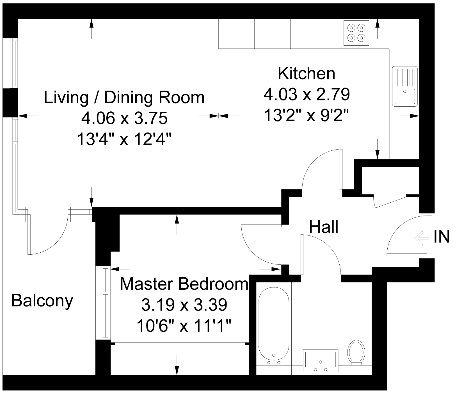 Kitchen
4.03 x 2.79
13'2" x 9'2"
Living / Dining Room
4.06 x 3.75
13'4" x 12'4"
Hall
IN
Balcony
Master Bedroom
3.19 x 3.39
10'6" x 11'1"